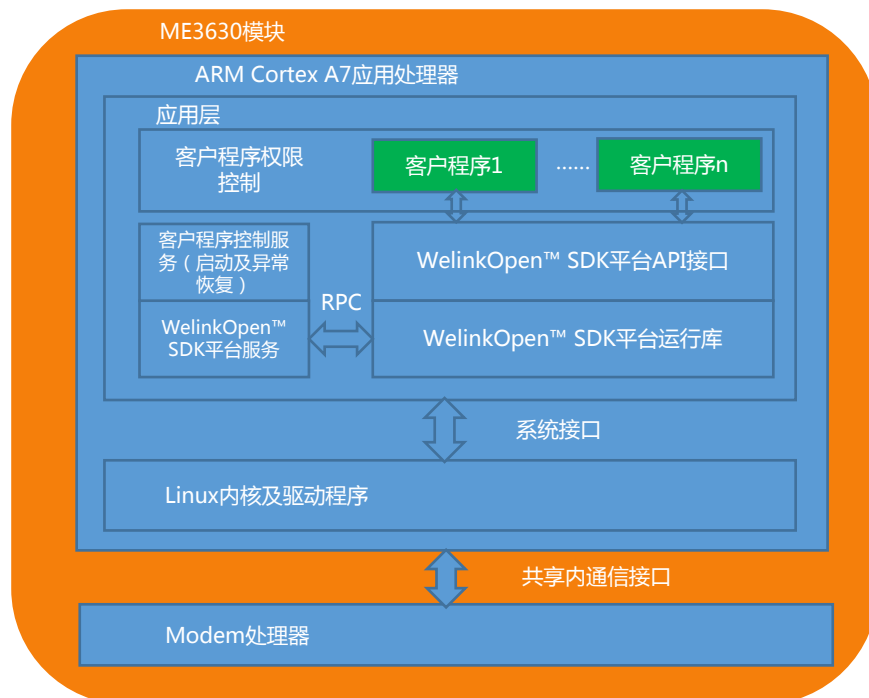 ME3630模块
ARM Cortex A7应用处理器
应用层
客户程序权限
控制
客户程序1
......
客户程序n
客户程序控制服
务（启动及异常
恢复）
WelinkOpen™ SDK平台API接口
RPC
WelinkOpen™
SDK平台服务
WelinkOpen™ SDK平台运行库
系统接口
Linux内核及驱动程序
共享内通信接口
Modem处理器